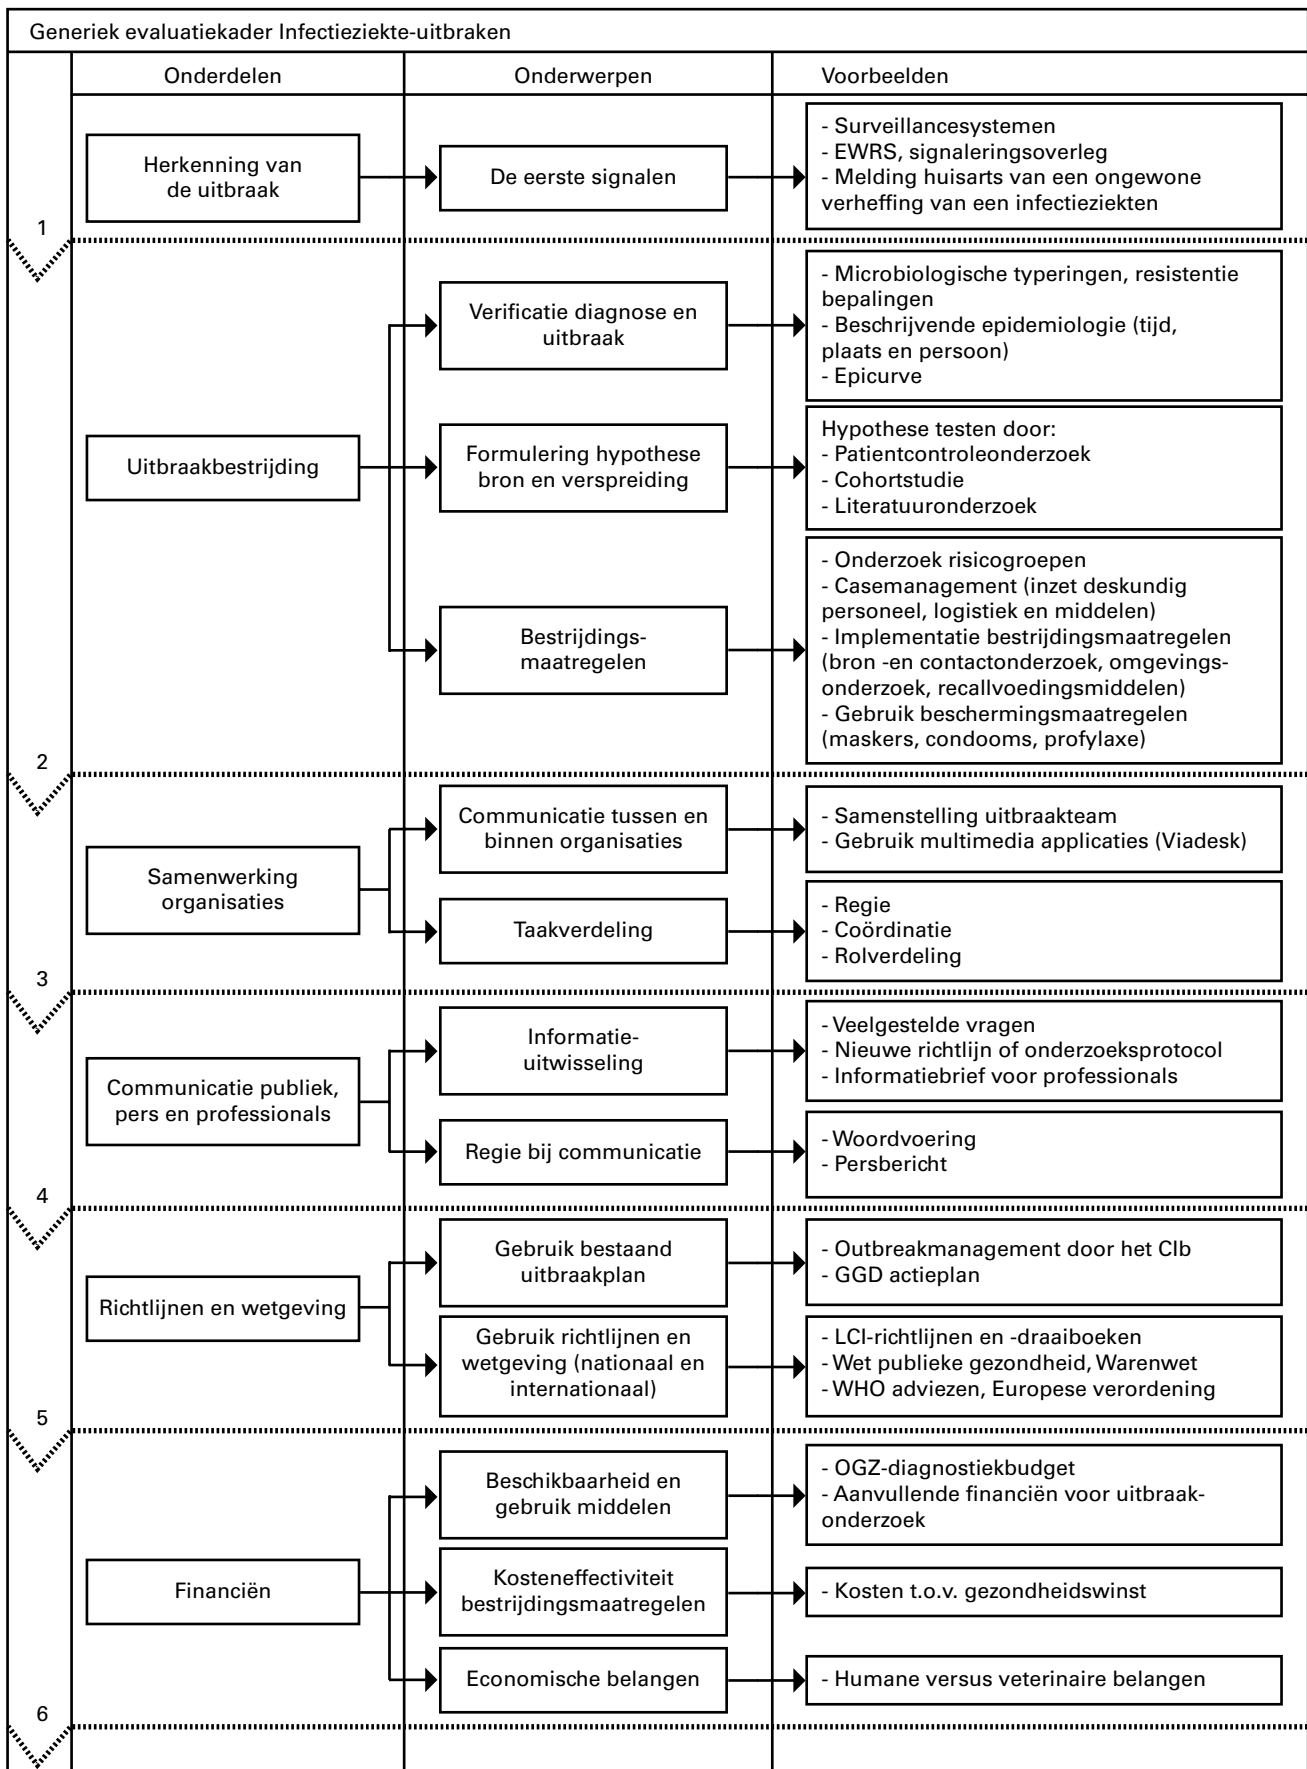 Generiek evaluatiekader Infectieziekte-uitbraken
Onderdelen
Onderwerpen
Voorbeelden
Herkenning van
de uitbraak
De eerste signalen
- Surveillancesystemen
- EWRS, signaleringsoverleg
- Melding huisarts van een ongewone
verheffing van een infectieziekten
1
Uitbraakbestrijding
Verificatie diagnose en
uitbraak
- Microbiologische typeringen, resistentie
bepalingen
- Beschrijvende epidemiologie (tijd,
plaats en persoon)
- Epicurve
Formulering hypothese
bron en verspreiding
Hypothese testen door:
- Patientcontroleonderzoek
- Cohortstudie
- Literatuuronderzoek
Bestrijdings-
maatregelen
- Onderzoek risicogroepen
- Casemanagement (inzet deskundig
personeel, logistiek en middelen)
- Implementatie bestrijdingsmaatregelen
(bron -en contactonderzoek, omgevings-
onderzoek, recallvoedingsmiddelen)
- Gebruik beschermingsmaatregelen
(maskers, condooms, profylaxe)
2
Samenwerking
organisaties
Communicatie tussen en
binnen organisaties
- Samenstelling uitbraakteam
- Gebruik multimedia applicaties (Viadesk)
Taakverdeling
- Regie
- Coördinatie
- Rolverdeling
3
Communicatie publiek,
pers en professionals
Informatie-
uitwisseling
- Veelgestelde vragen
- Nieuwe richtlijn of onderzoeksprotocol
- Informatiebrief voor professionals
Regie bij communicatie
- Woordvoering
- Persbericht
4
Richtlijnen en wetgeving
Gebruik bestaand
uitbraakplan
- Outbreakmanagement door het CIb
- GGD actieplan
Gebruik richtlijnen en
wetgeving (nationaal en
internationaal)
- LCI-richtlijnen en -draaiboeken
- Wet publieke gezondheid, Warenwet
- WHO adviezen, Europese verordening
5
Financiën
Beschikbaarheid en
gebruik middelen
- OGZ-diagnostiekbudget
- Aanvullende financiën voor uitbraak-
onderzoek
Kosteneffectiviteit
bestrijdingsmaatregelen
- Kosten t.o.v. gezondheidswinst
Economische belangen
- Humane versus veterinaire belangen
6